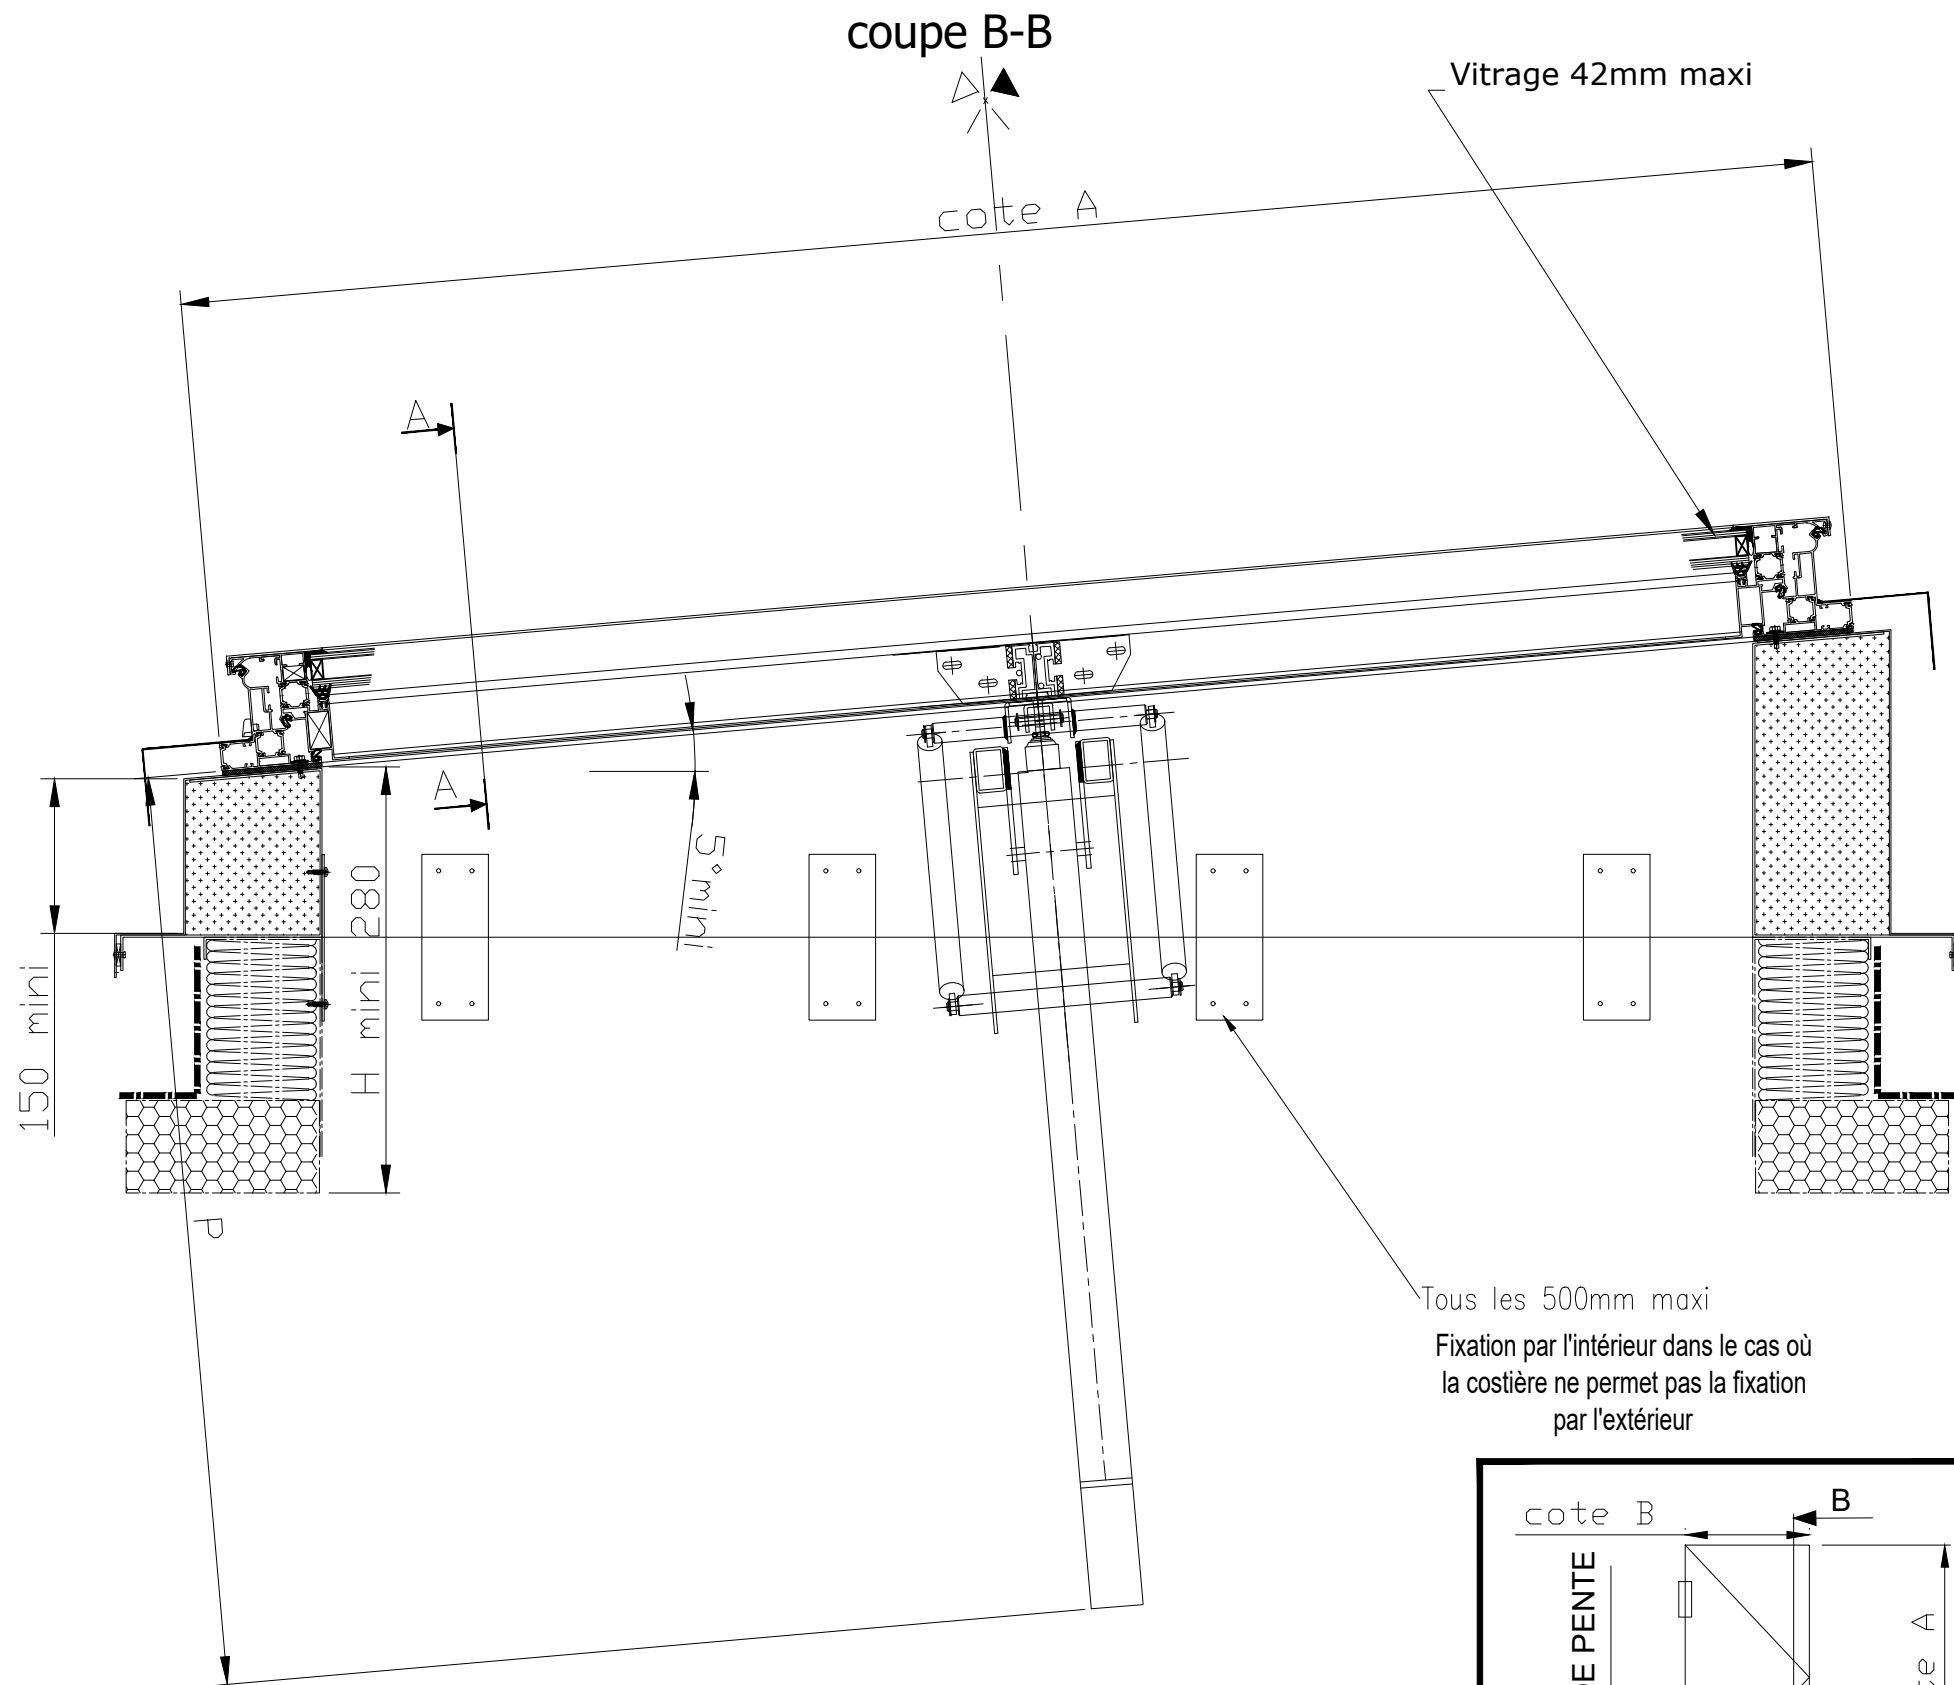 coupe B-B
Vitrage 42mm maxi
cote A
A
A
5°mini
150 mini
H mini 280
P
Tous les 500mm maxi
Fixation par l'intérieur dans le cas où
la costière ne permet pas la fixation
par l'extérieur
cote B
B
PENTE
A